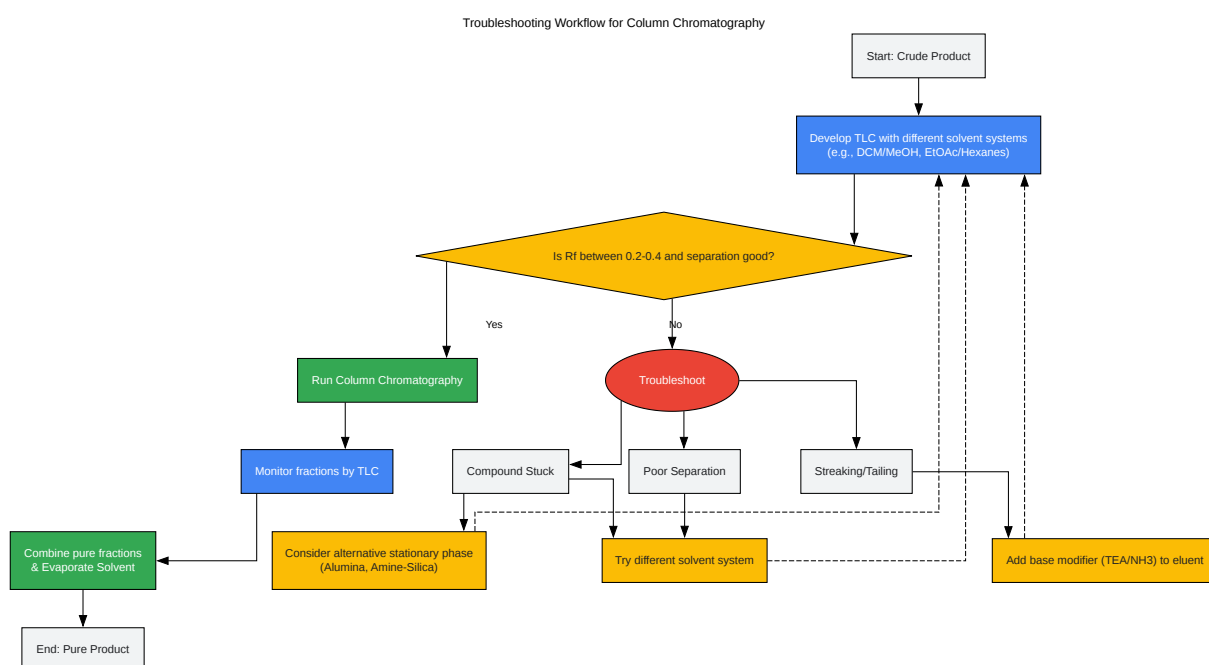 Troubleshooting Workflow for Column Chromatography
Start: Crude Product
Develop TLC with different solvent systems
(e.g., DCM/MeOH, EtOAc/Hexanes)
Is Rf between 0.2-0.4 and separation good?
Yes
No
Run Column Chromatography
Troubleshoot
Monitor fractions by TLC
Compound Stuck
Poor Separation
Streaking/Tailing
Combine pure fractions
& Evaporate Solvent
Consider alternative stationary phase
(Alumina, Amine-Silica)
Try different solvent system
Add base modifier (TEA/NH3) to eluent
End: Pure Product